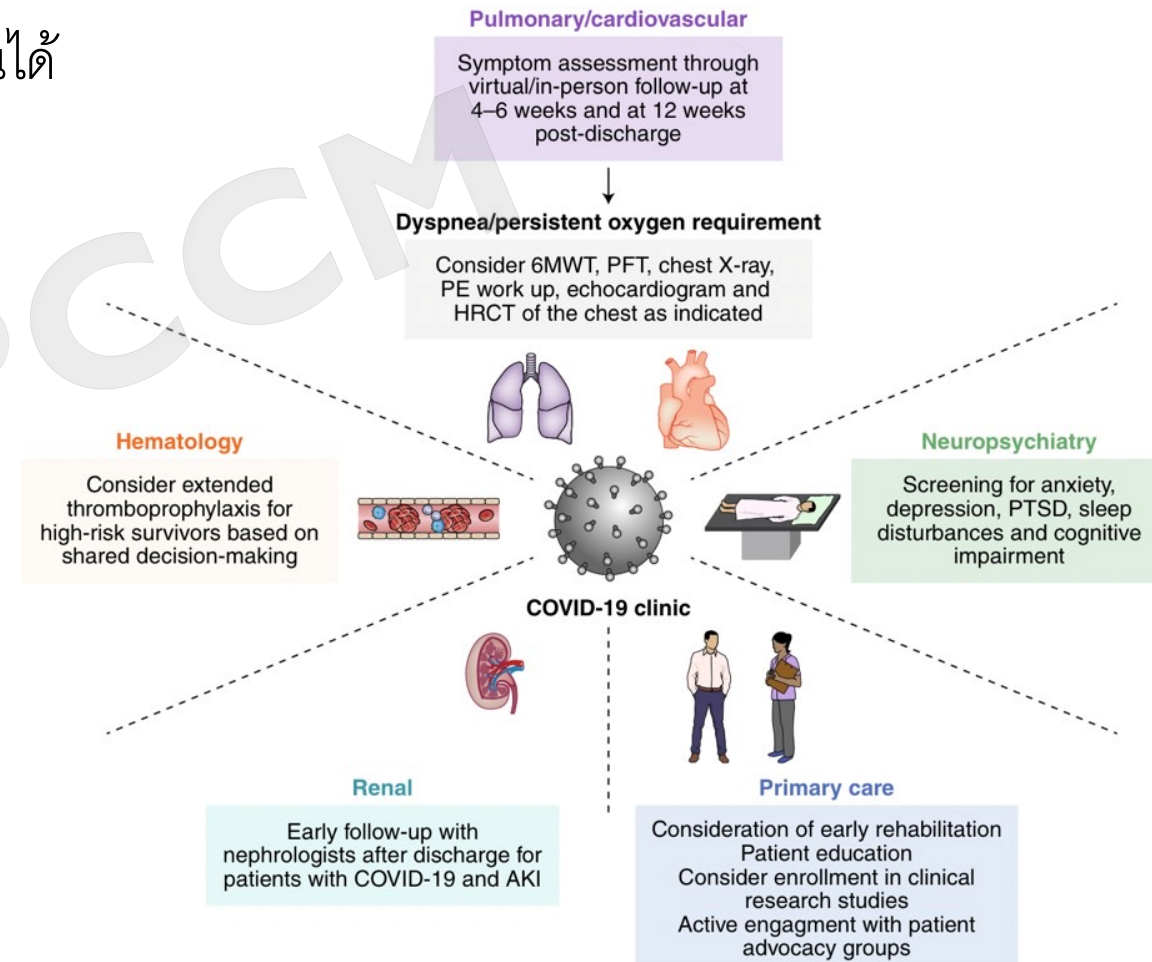 นได้
Pulmonary/cardiovascular
Symptom assessment through
virtual/in-person follow-up at
4–6 weeks and at 12 weeks
post-discharge
Dyspnea/persistent oxygen requirement
Consider 6MWT, PFT, chest X-ray,
PE work up, echocardiogram and
HRCT of the chest as indicated
Hematology
Consider extended
thromboprophylaxis for
high-risk survivors based on
shared decision-making
Neuropsychiatry
Screening for anxiety,
depression, PTSD, sleep
disturbances and cognitive
impairment
COVID-19 clinic
Renal
Early follow-up with
nephrologists after discharge for
patients with COVID-19 and AKI
Primary care
Consideration of early rehabilitation
Patient education
Consider enrollment in clinical
research studies
Active engagment with patient
advocacy groups
CCM